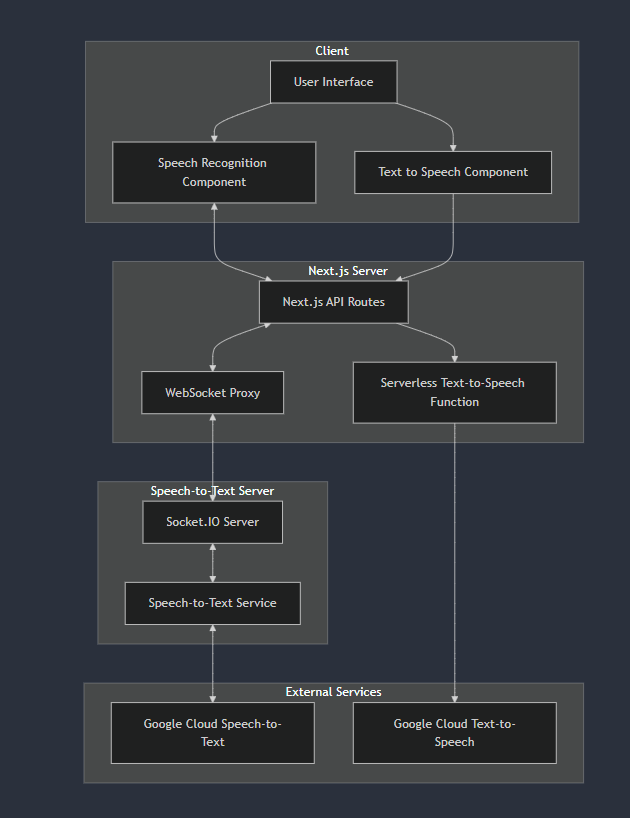 Client
User Interface
Speech Recognition
Component
Text to Speech Component
Next.js Server
Next.js API Routes
WebSocket Proxy
Serverless Text-to-Speech
Function
Speech-to-Text Server
Socket.IO Server
Speech-to-Text Service
External Services
Google Cloud Speech-to-
Text
Google Cloud Text-to-
Speech